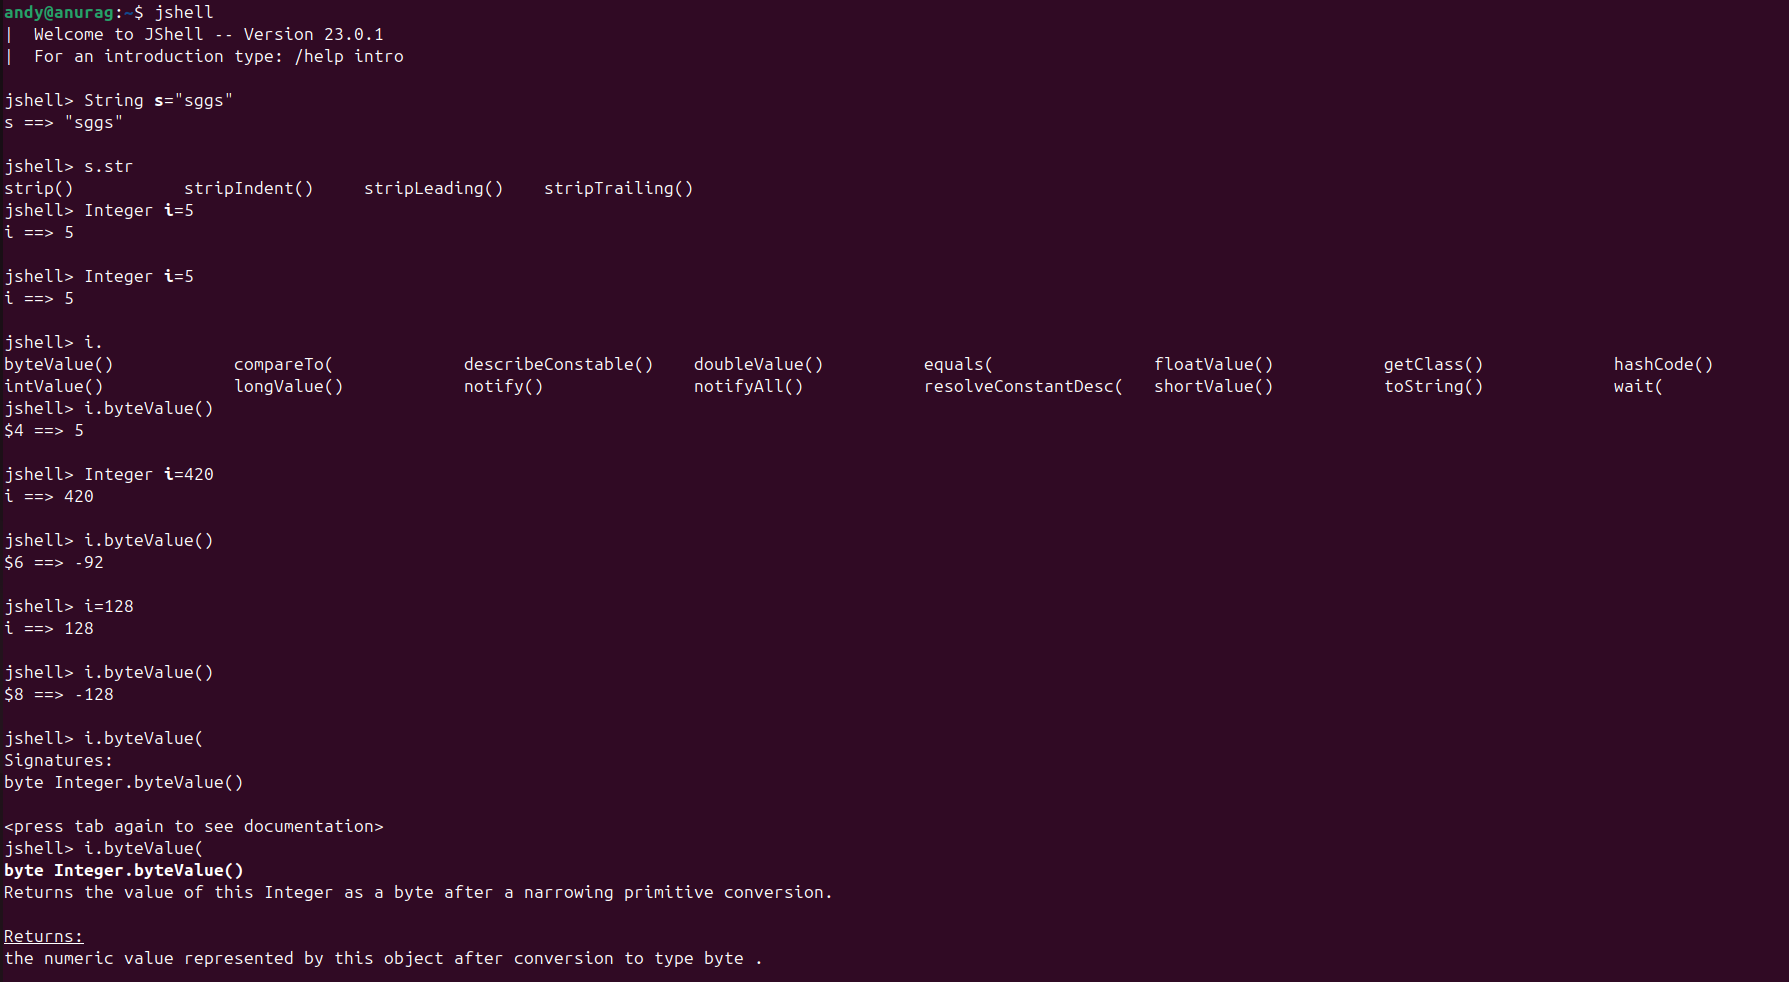 andy@anurag:~$ jshell
|  Welcome to JShell -- Version 23.0.1
|  For an introduction type: /help intro
jshell> String s="sggs"
s ==> "sggs"
jshell> s.str
strip()           stripIndent()     stripLeading()    stripTrailing()
jshell> Integer i=5
i ==> 5
jshell> Integer i=5
i ==> 5
jshell> i.
byteValue()            compareTo(             describeConstable()    doubleValue()          equals(                floatValue()           getClass()             hashCode()
intValue()             longValue()            notify()               notifyAll()            resolveConstantDesc(   shortValue()           toString()             wait(
jshell> i.byteValue()
$4 ==> 5
jshell> Integer i=420
i ==> 420
jshell> i.byteValue()
$6 ==> -92
jshell> i=128
i ==> 128
jshell> i.byteValue()
$8 ==> -128
jshell> i.byteValue(
Signatures:
byte Integer.byteValue()
<press tab again to see documentation>
jshell> i.byteValue(
byte Integer.byteValue()
Returns the value of this Integer as a byte after a narrowing primitive conversion.
Returns:
the numeric value represented by this object after conversion to type byte .